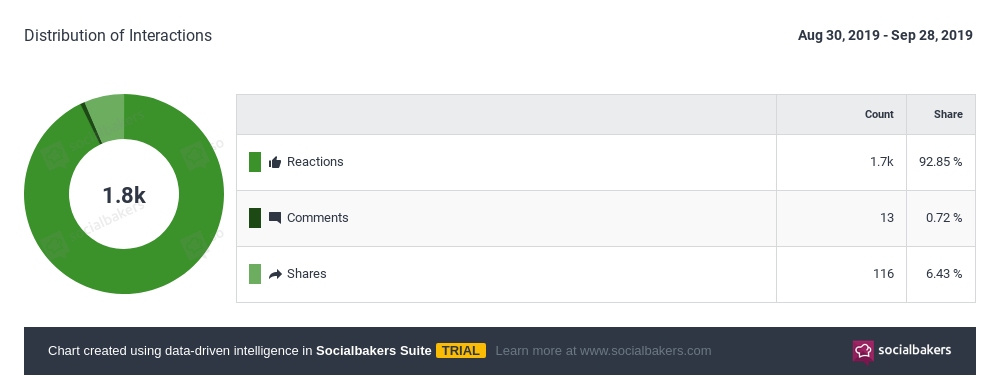 Distribution of Interactions
Aug 30, 2019 - Sep 28, 2019
Count Share
Reactions 1.7k 92.85 %
Comments 13 0.72 %
Shares 116 6.43 %
1.8k
socialbakers
Chart created using data-driven intelligence in Socialbakers Suite TRIAL Learn more at www.socialbakers.com
socialbakers